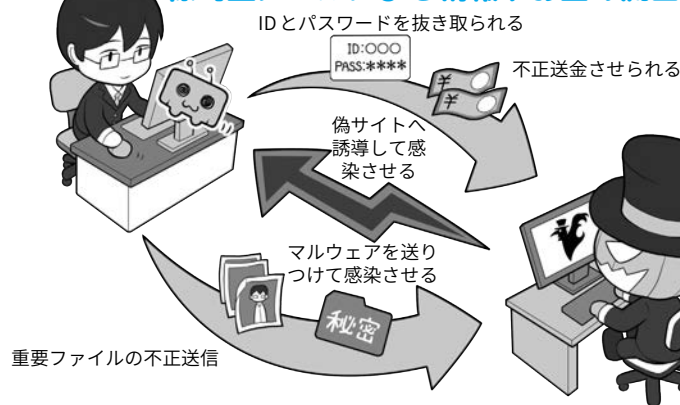 IDとパスワードを抜き取られる
ID:○○○
PASS:****
不正送金させられる
¥
¥
偽サイトへ
誘導して感
染させる
マルウェアを送り
つけて感染させる
秘密
重要ファイルの不正送信